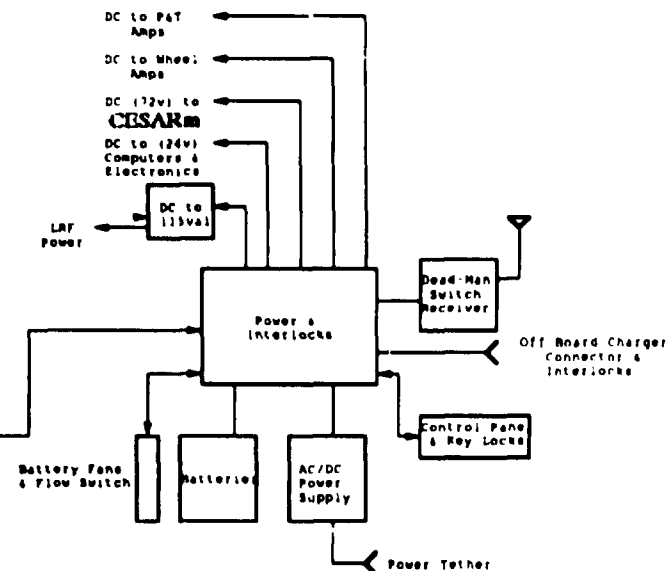 DC to P&T
Amps
DC to Wheel
Amps
DC (72v) to
CESARm
DC to (24v)
Computers &
Electronics
DC to
115val
LRF
Power
Dead-Man
Switch
Receiver
Power &
Interlocks
Off Board Charger
Connector &
Interlocks
Control Pane
& Key Locks
Battery Fans
& Flow Switch
Batteries
AC/DC
Power
Supply
Power Tether